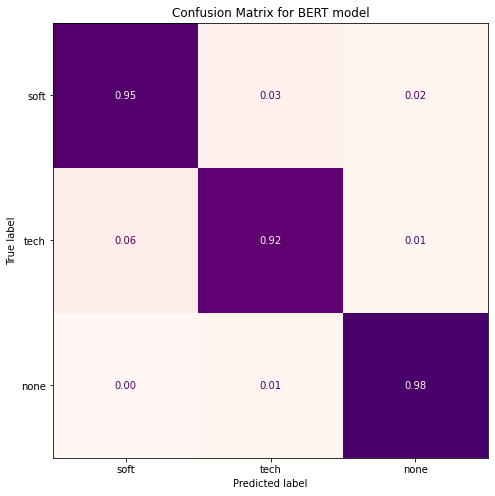 Confusion Matrix for BERT model
True label
soft
0.95
0.03
0.02
tech
0.06
0.92
0.01
none
0.00
0.01
0.98
soft
tech
none
Predicted label